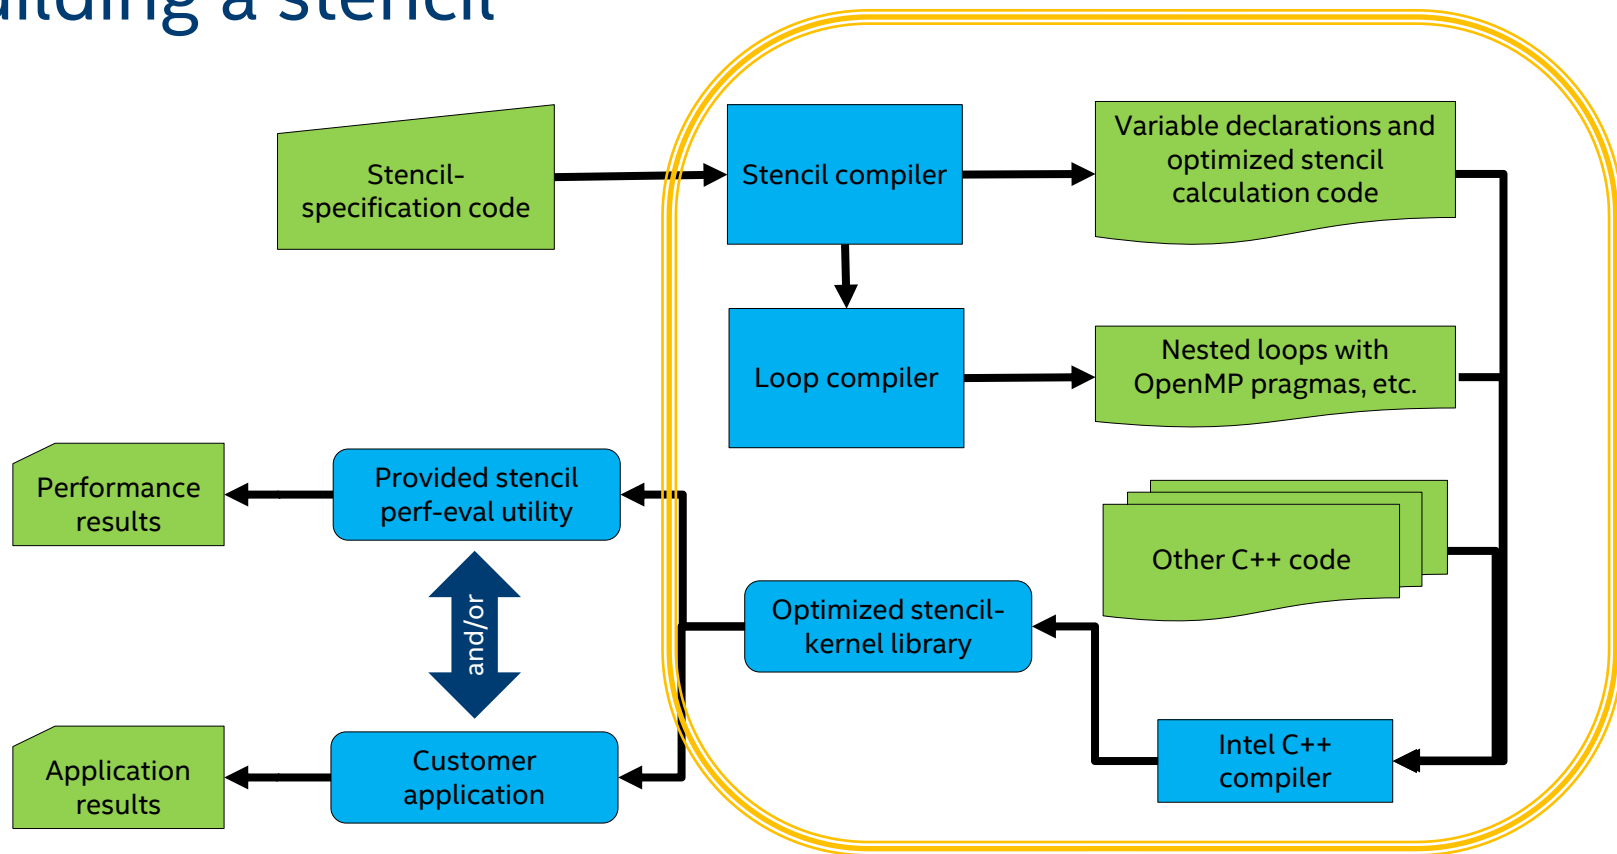 a stencil
Stencil-
specification code
Stencil compiler
Variable declarations and
optimized stencil
calculation code
Loop compiler
Nested loops with
OpenMP pragmas, etc.
Performance
results
Provided stencil
perf-eval utility
and/or
Optimized stencil-
kernel library
Other C++ code
Application
results
Customer
application
Intel C++
compiler